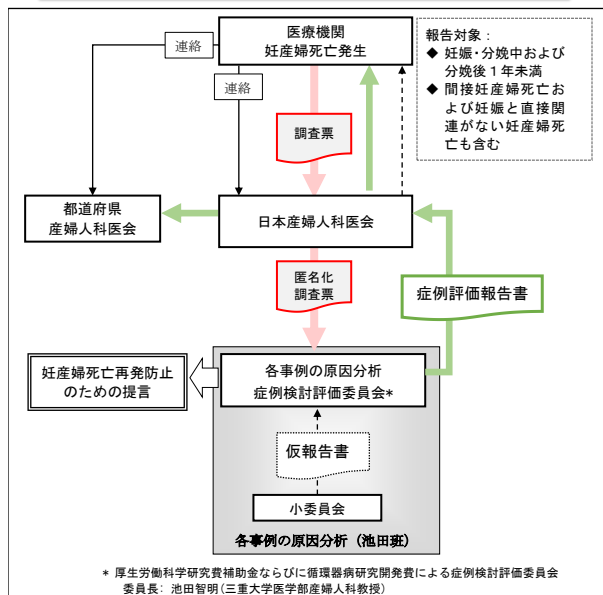 医療機関
妊産婦死亡発生
連絡
連絡
報告対象：
◆ 妊娠・分娩中および
分娩後１年未満
◆ 間接妊産婦死亡お
よび妊娠と直接関
連がない妊産婦死
亡も含む
調査票
都道府県
産婦人科医会
日本産婦人科医会
匿名化
調査票
症例評価報告書
妊産婦死亡再発防止
のための提言
各事例の原因分析
症例検討評価委員会*
仮報告書
小委員会
各事例の原因分析（池田班）
* 厚生労働科学研究費補助金ならびに循環器病研究開発費による症例検討評価委員会
委員長: 池田智明(三重大学医学部産婦人科教授)